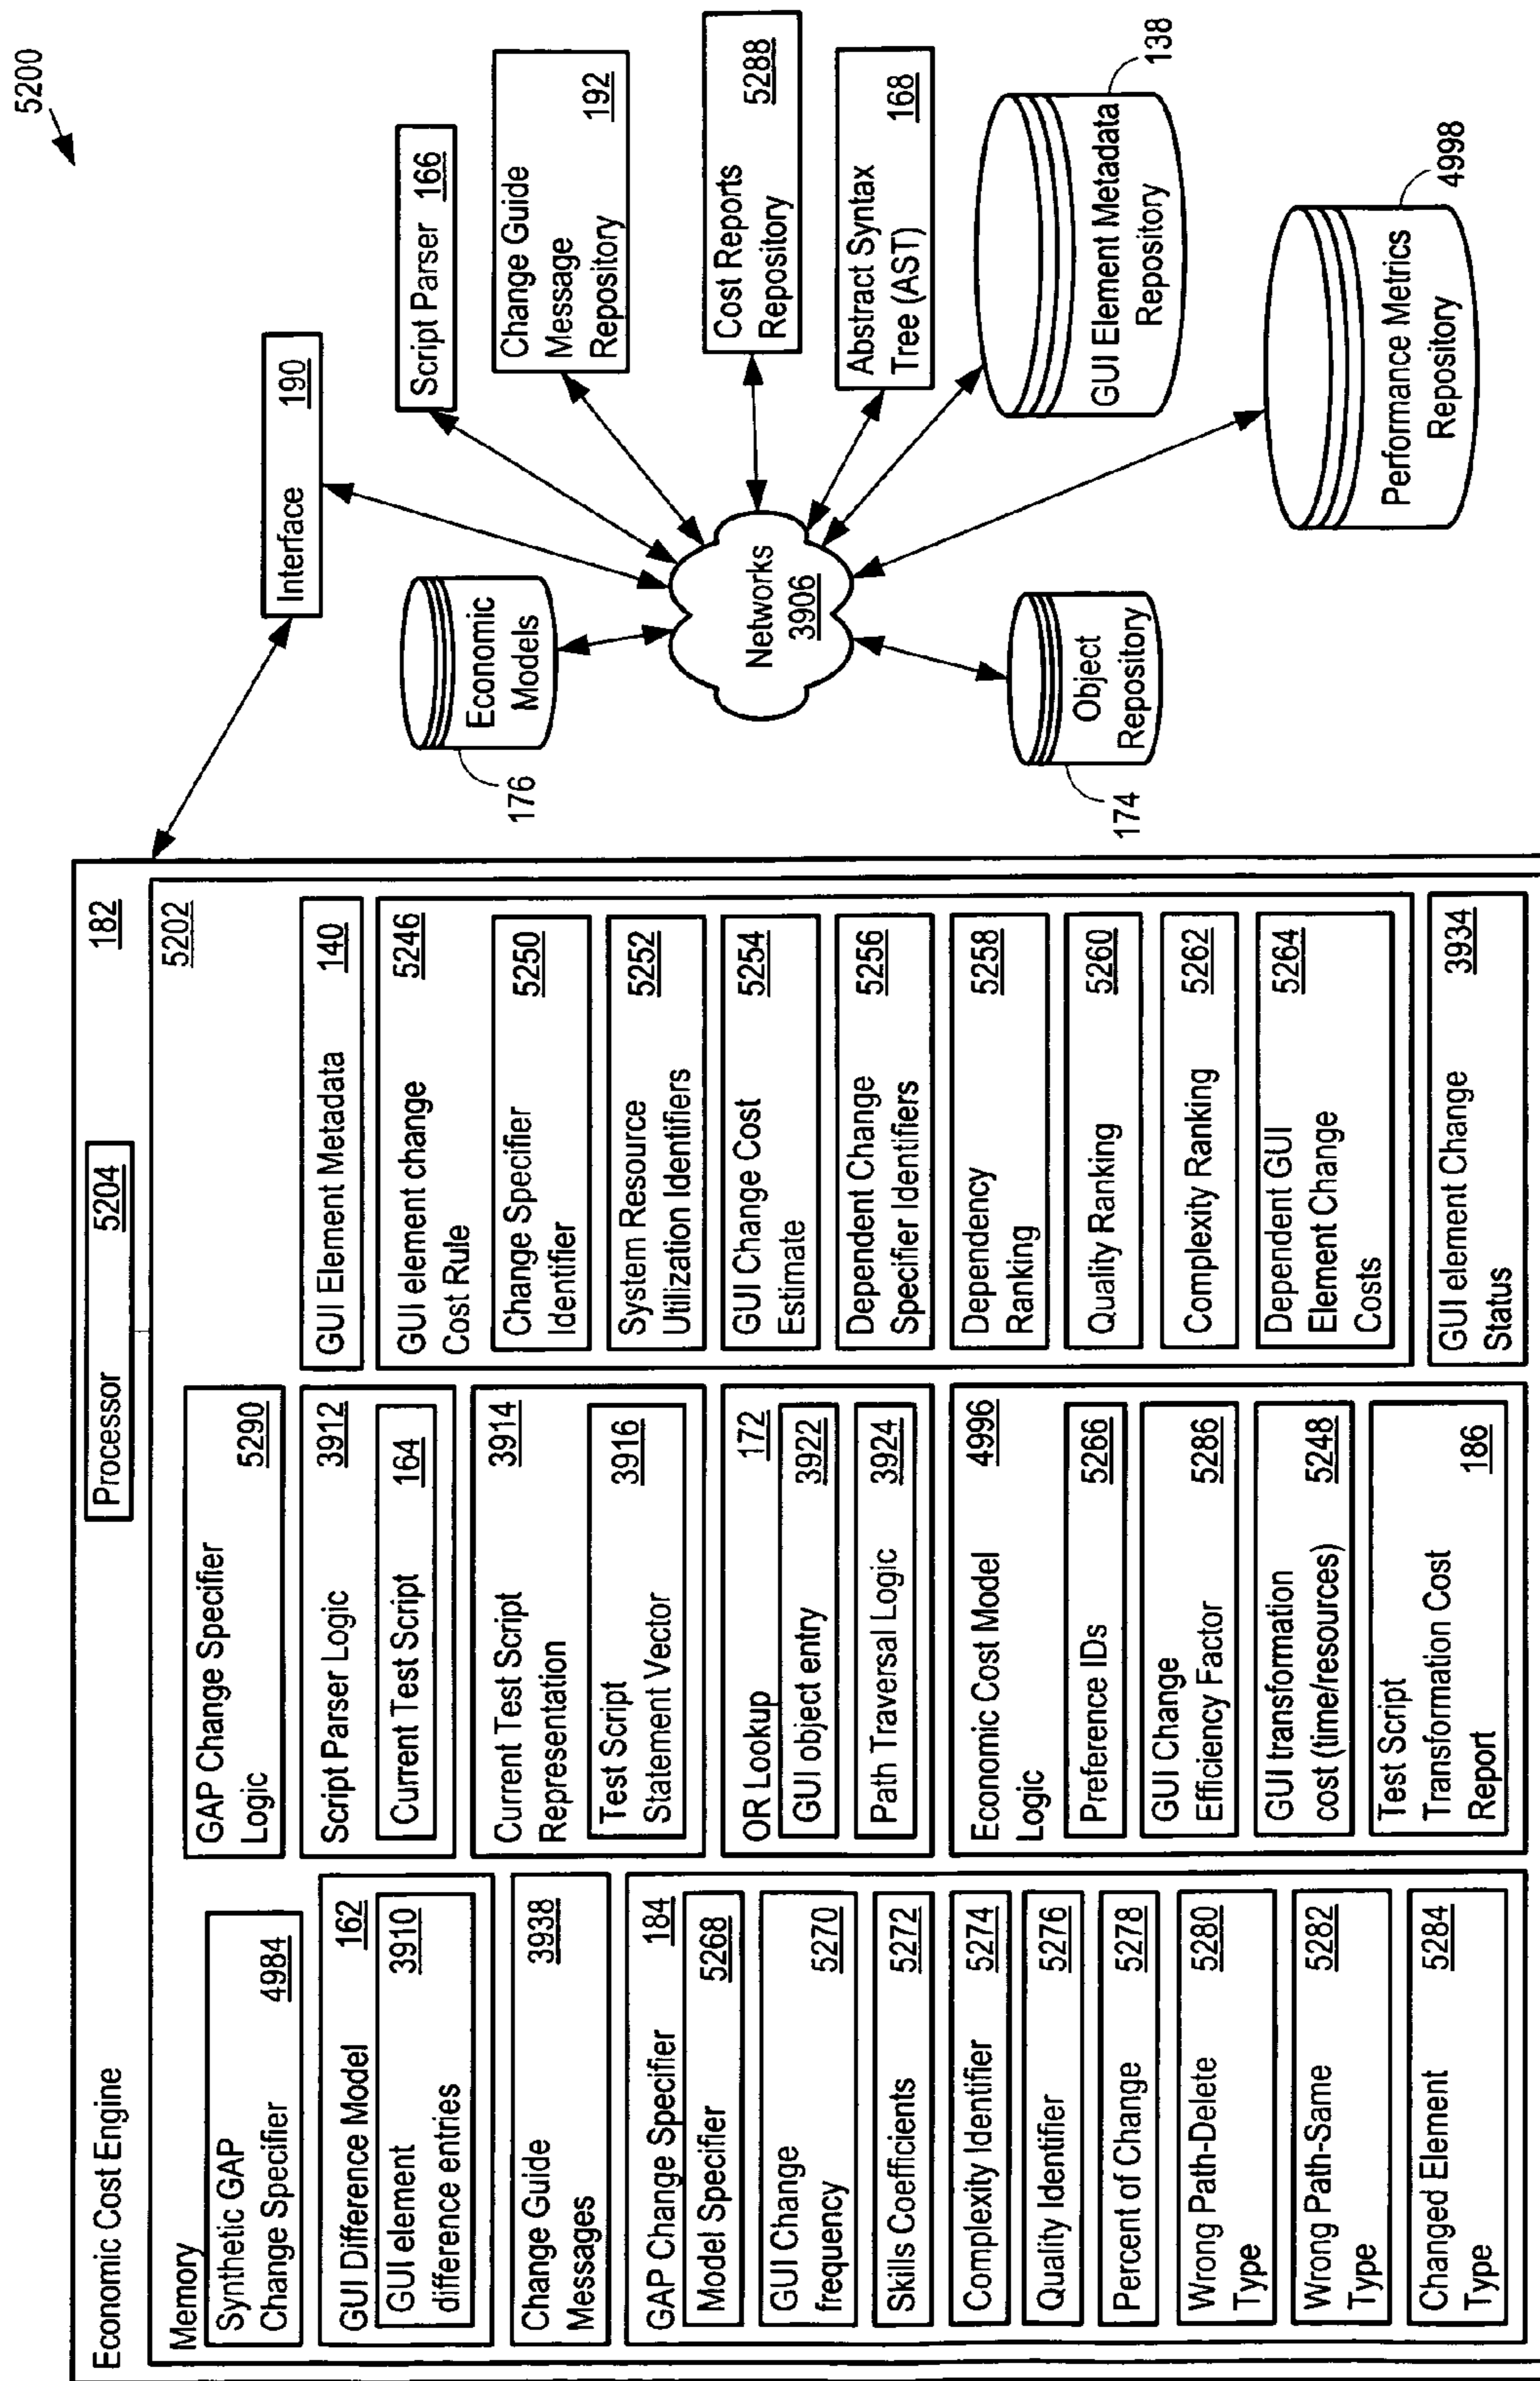 5200
Economic Cost Engine
Processor 5204
182
Memory
5202
Synthetic GAP
Change Specifier 4984
GUI Difference Model 162
GUI element 3910
difference entries
Change Guide 3938
Messages
GAP Change Specifier 184
Model Specifier 5268
GUI Change 5270
frequency
Skills Coefficients 5272
Complexity Identifier 5274
Quality Identifier 5276
Percent of Change 5278
Wrong Path-Delete 5280
Type
Wrong Path-Same 5282
Type
Changed Element 5284
Type
GAP Change Specifier
Logic 5290
Script Parser Logic 3912
Current Test Script 164
Current Test Script 3914
Representation
Test Script 3916
Statement Vector
OR Lookup 172
GUI object entry 3922
Path Traversal Logic 3924
Economic Cost Model 4996
Logic
Preference IDs 5266
GUI Change 5286
Efficiency Factor
GUI transformation 5248
cost (time/resources)
Test Script
Transformation Cost
Report 186
GUI Element Metadata 140
GUI element change 5246
Cost Rule
Change Specifier 5250
Identifier
System Resource 5252
Utilization Identifiers
GUI Change Cost 5254
Estimate
Dependent Change 5256
Specifier Identifiers
Dependency 5258
Ranking
Quality Ranking 5260
Complexity Ranking 5262
Dependent GUI 5264
Element Change
Costs
GUI element Change 3934
Status
Interface 190
Economic
Models
176
Script Parser 166
Change Guide
Message
Repository 192
Networks
3906
Cost Reports
Repository 5288
Abstract Syntax
Tree (AST) 168
Object
Repository
174
GUI Element Metadata
Repository
138
Performance Metrics
Repository
4998